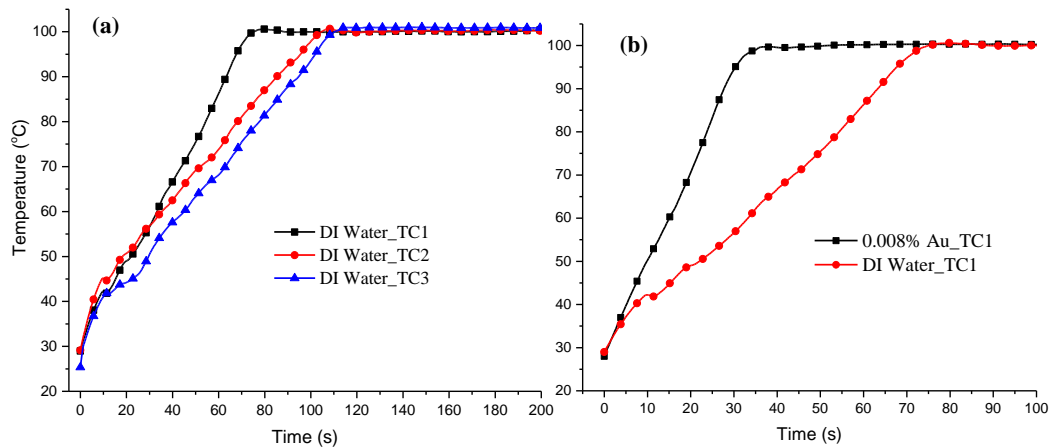 (a)
100
90
80
70
60
50
40
30
20
Temperature (°C)
DI Water_TC1
DI Water_TC2
DI Water_TC3
0 20 40 60 80 100 120 140 160 180 200
Time (s)
(b)
100
90
80
70
60
50
40
30
20
0.008% Au_TC1
DI Water_TC1
0 10 20 30 40 50 60 70 80 90 100
Time (s)